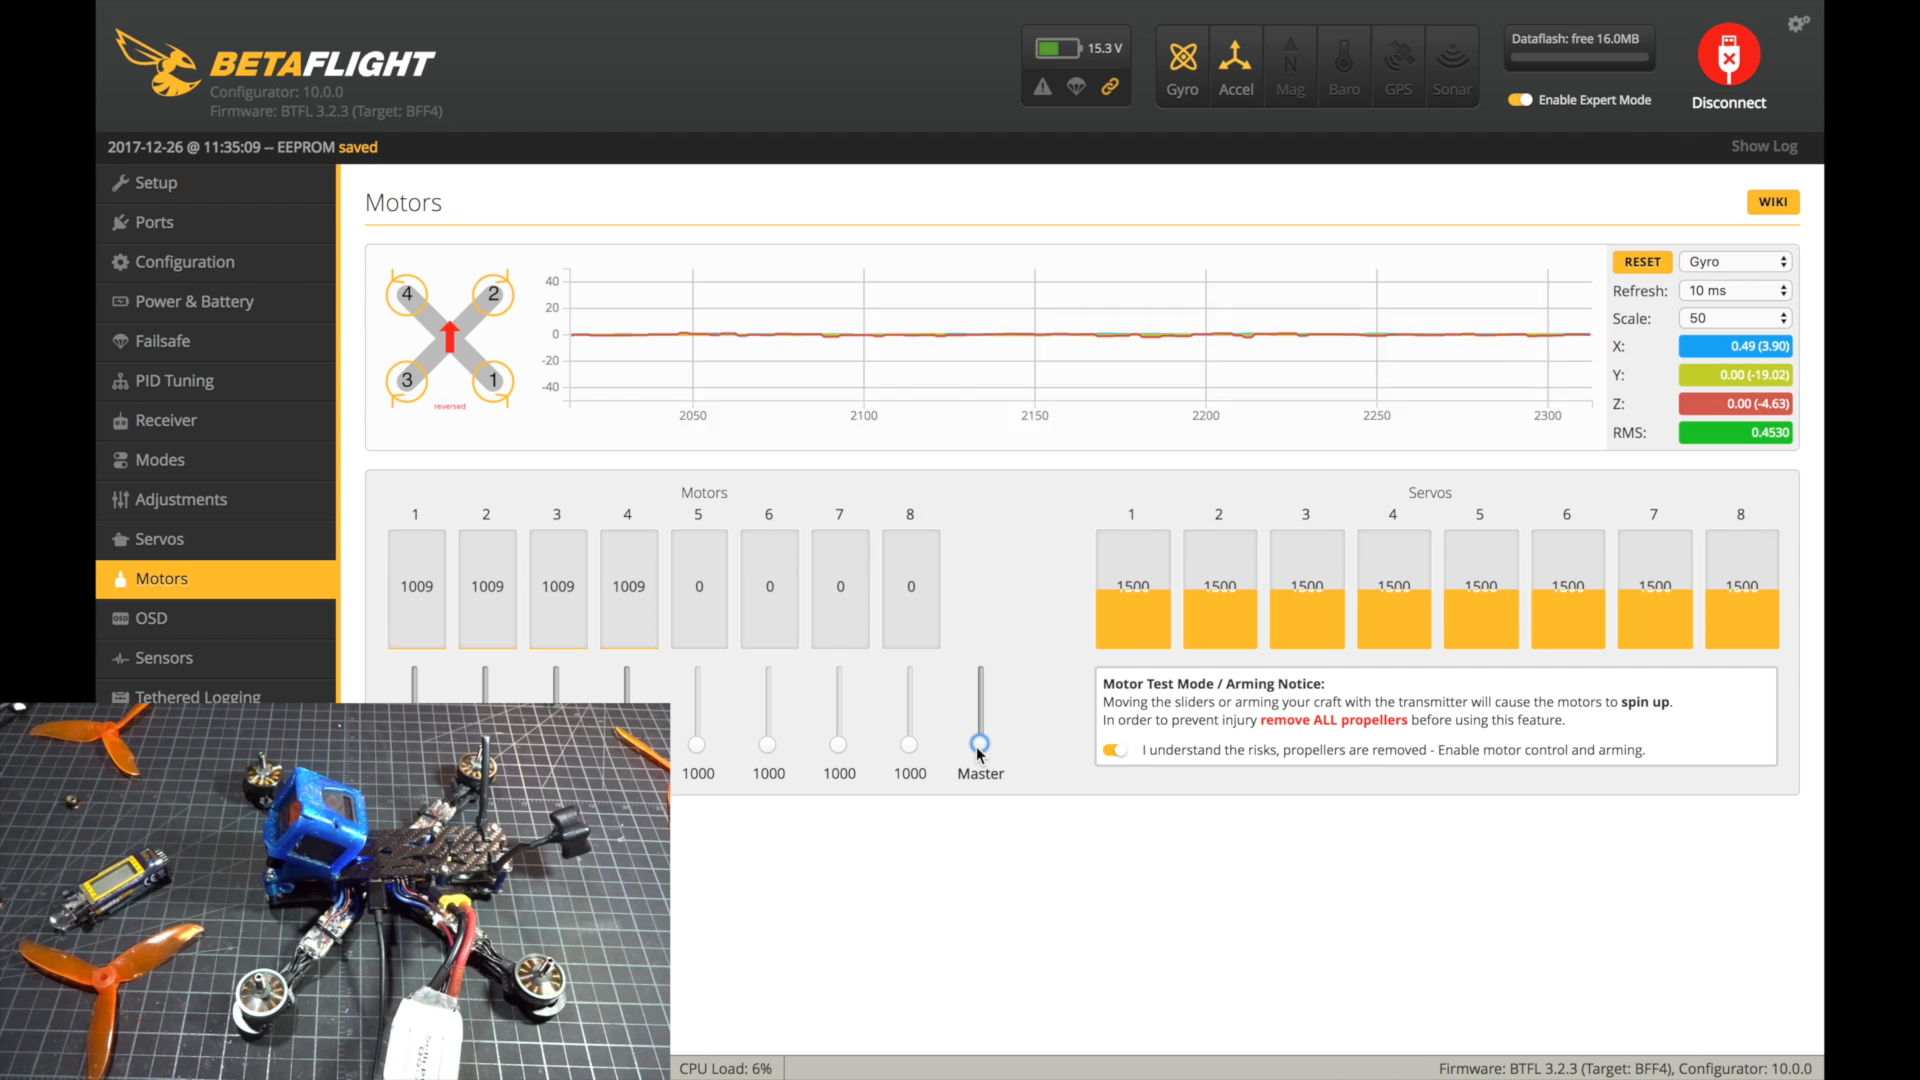 BETAFLIGHT
Configurator: 10.0.0
Firmware: BTFL 3.2.3 (Target: BFF4)
15.3 V
Gyro
Accel
Mag
Baro
GPS
Sonar
Dataflash: free 16.0MB
Enable Expert Mode
Disconnect
2017-12-26 @ 11:35:09 -- EEPROM saved
Show Log
Setup
Ports
Configuration
Power & Battery
Failsafe
PID Tuning
Receiver
Modes
Adjustments
Servos
Motors
OSD
Sensors
Tethered Logging
Motors
WIKI
4 2
3 1
reversed
40
20
0
-20
-40
2050 2100 2150 2200 2250 2300
RESET Gyro
Refresh: 10 ms
Scale: 50
X: 0.49 (3.90)
Y: 0.00 (-19.02)
Z: 0.00 (-4.63)
RMS: 0.4530
Motors
1 2 3 4 5 6 7 8
1009 1009 1009 1009 0 0 0 0
1000 1000 1000 1000 Master
Servos
1 2 3 4 5 6 7 8
1500 1500 1500 1500 1500 1500 1500 1500
Motor Test Mode / Arming Notice:
Moving the sliders or arming your craft with the transmitter will cause the motors to spin up.
In order to prevent injury remove ALL propellers before using this feature.
I understand the risks, propellers are removed - Enable motor control and arming.
CPU Load: 6%
Firmware: BTFL 3.2.3 (Target: BFF4), Configurator: 10.0.0